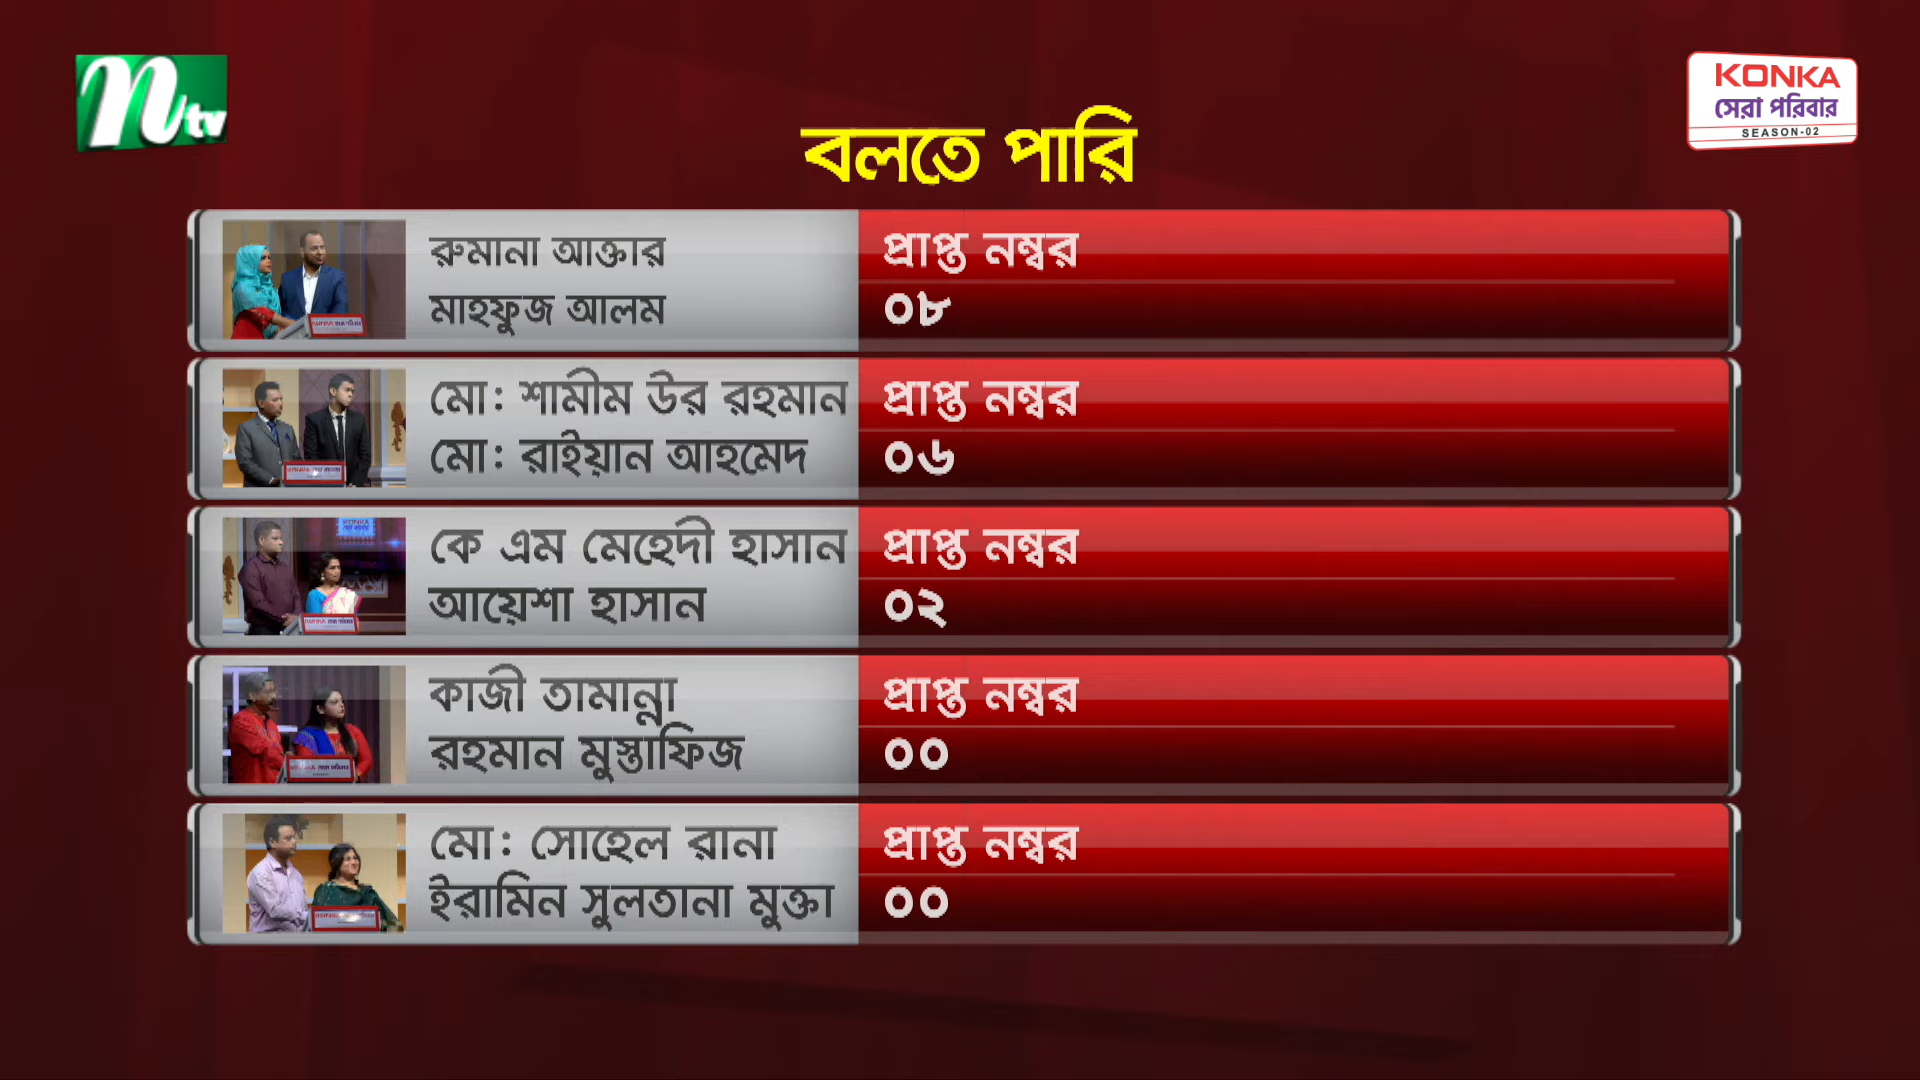 ntv
KONKA
সেরা পরিবার
SEASON-02
বলতে পারি
রুমানা আক্তার
মাহফুজ আলম
প্রাপ্ত নম্বর
০৮
মো: শামীম উর রহমান
মো: রাইয়ান আহমেদ
প্রাপ্ত নম্বর
০৬
কে এম মেহেদী হাসান
আয়েশা হাসান
প্রাপ্ত নম্বর
০২
কাজী তামান্না
রহমান মুস্তাফিজ
প্রাপ্ত নম্বর
০০
মো: সোহেল রানা
ইরামিন সুলতানা মুক্তা
প্রাপ্ত নম্বর
০০